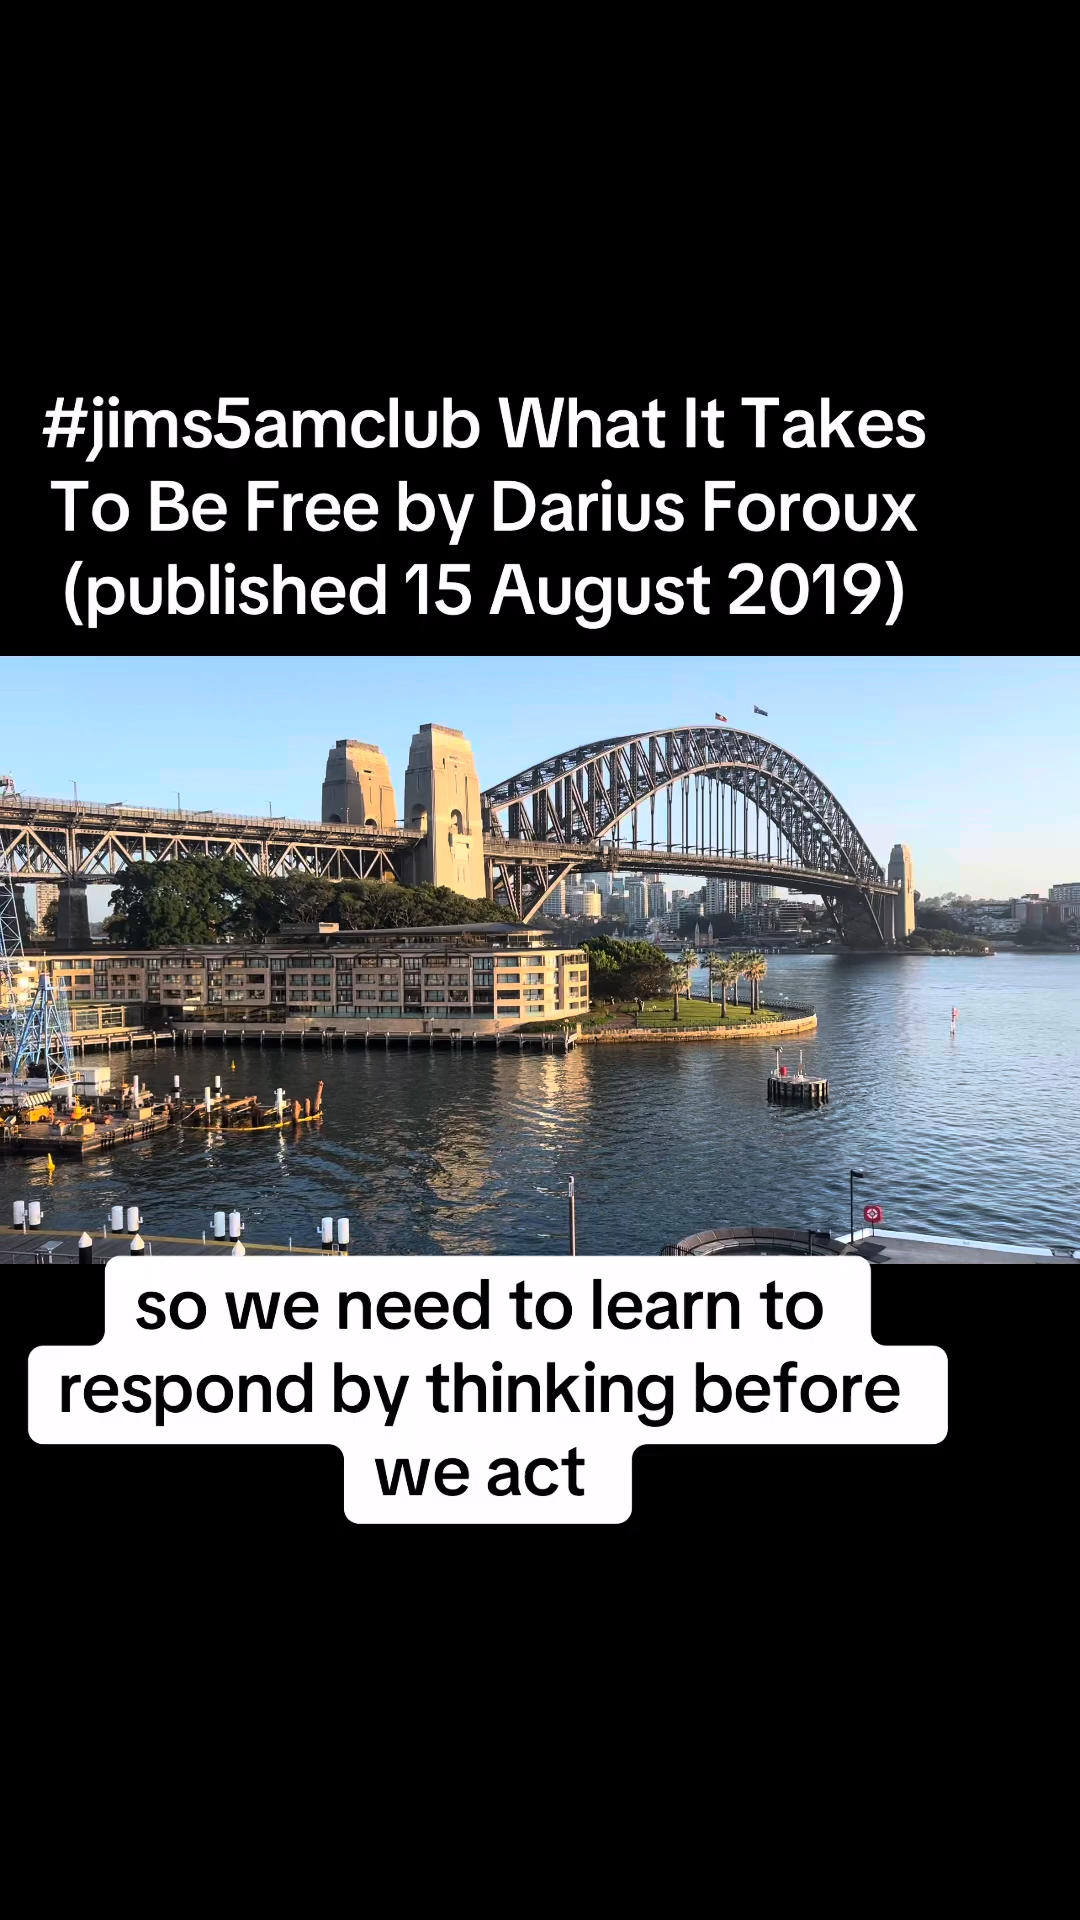 #jims5amclub What It Takes
To Be Free by Darius Foroux
(published 15 August 2019)
so we need to learn to
respond by thinking before
we act